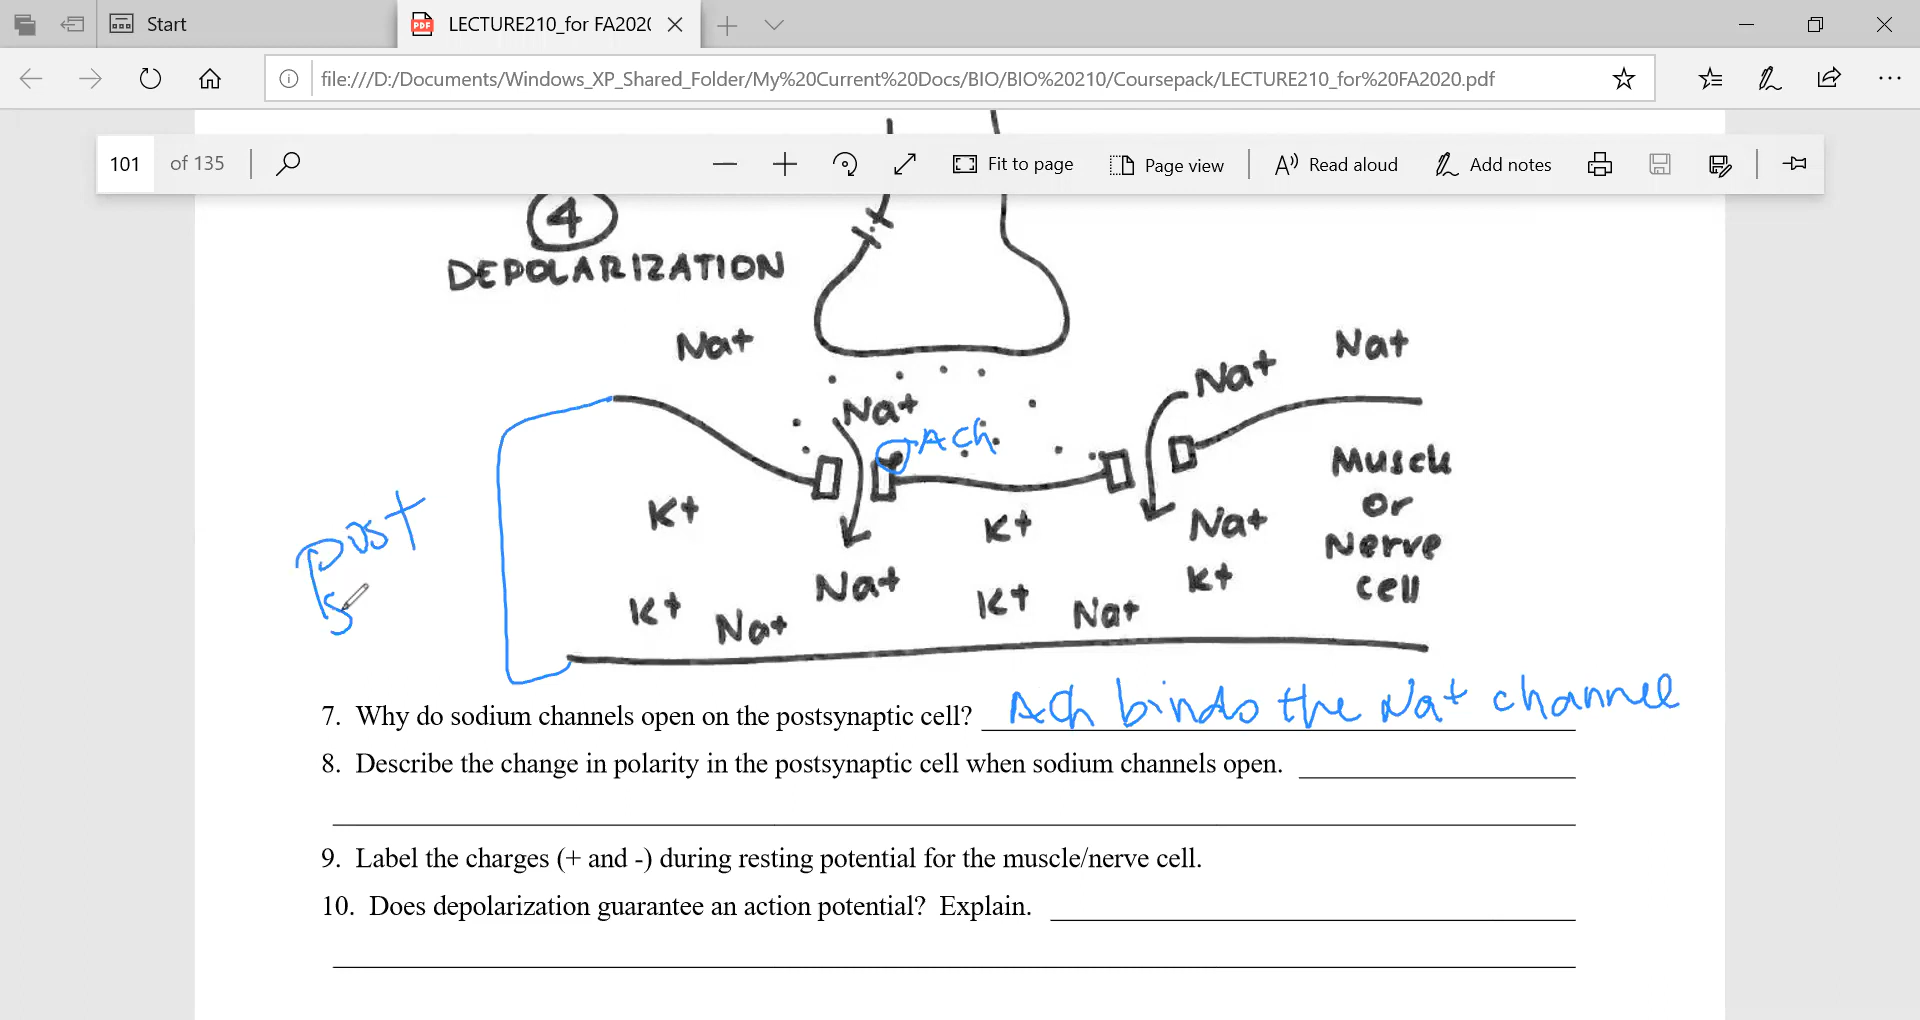 Start
LECTURE210_for FA2020
file:///D:/Documents/Windows_XP_Shared_Folder/My%20Current%20Docs/BIO/BIO%20210/Coursepack/LECTURE210_for%20FA2020.pdf
101 of 135 Fit to page Page view Read aloud Add notes
4
DEPOLARIZATION
Na+ Na+
Na+
Na+
ACh
Muscle
or
Nerve
cell
K+ K+ Na+
post
s
Na+ K+ K+
K+ Na+ Na+
7. Why do sodium channels open on the postsynaptic cell? ACh binds the Na+ channel
8. Describe the change in polarity in the postsynaptic cell when sodium channels open.
9. Label the charges (+ and -) during resting potential for the muscle/nerve cell.
10. Does depolarization guarantee an action potential? Explain.